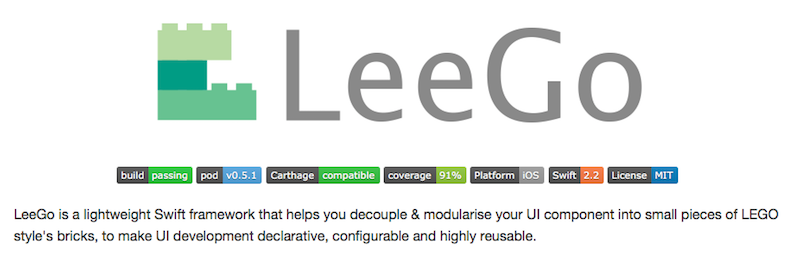 LeeGo
build passing pod v0.5.1 Carthage compatible coverage 91% Platform iOS Swift 2.2 License MIT
LeeGo is a lightweight Swift framework that helps you decouple & modularise your UI component into small pieces of LEGO
style's bricks, to make UI development declarative, configurable and highly reusable.